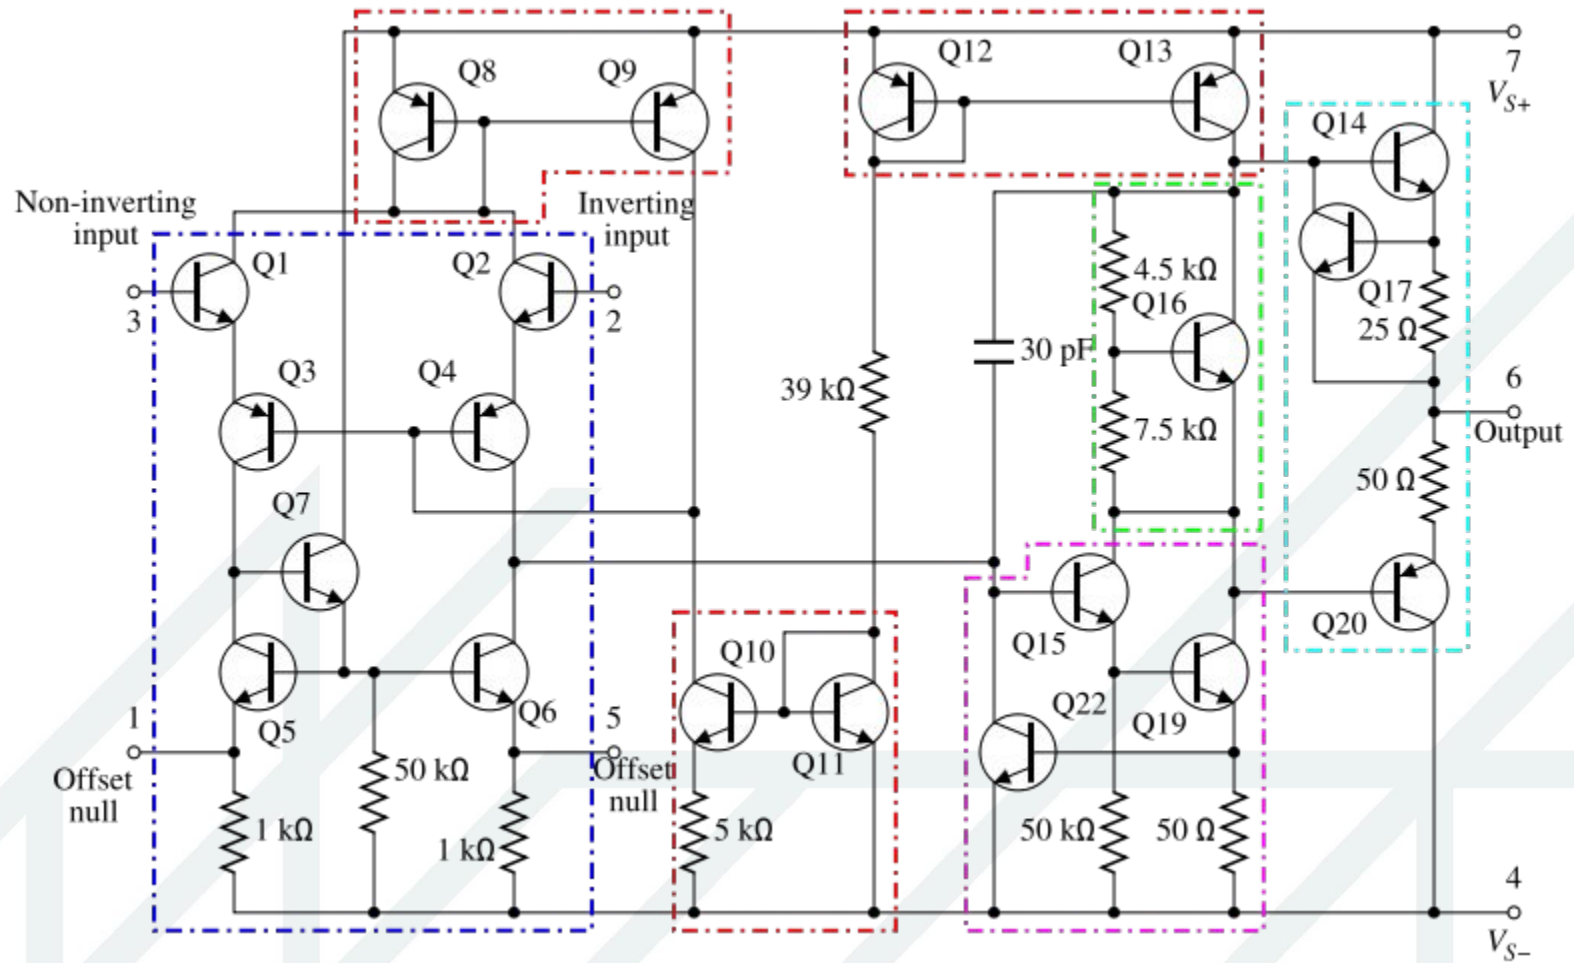 Q8
Q9
Q12
Q13
7
V_{S+}
Q14
Non-inverting
input
Inverting
input
Q1
Q2
3
2
4.5 kΩ
Q16
Q17
25 Ω
30 pF
Q3
Q4
39 kΩ
6
Output
7.5 kΩ
50 Ω
Q7
Q20
Q10
Q15
Q5
Q6
1
5
Q22
Q19
Q11
Offset
null
50 kΩ
Offset
null
1 kΩ
1 kΩ
5 kΩ
50 kΩ
50 Ω
4
V_{S−}